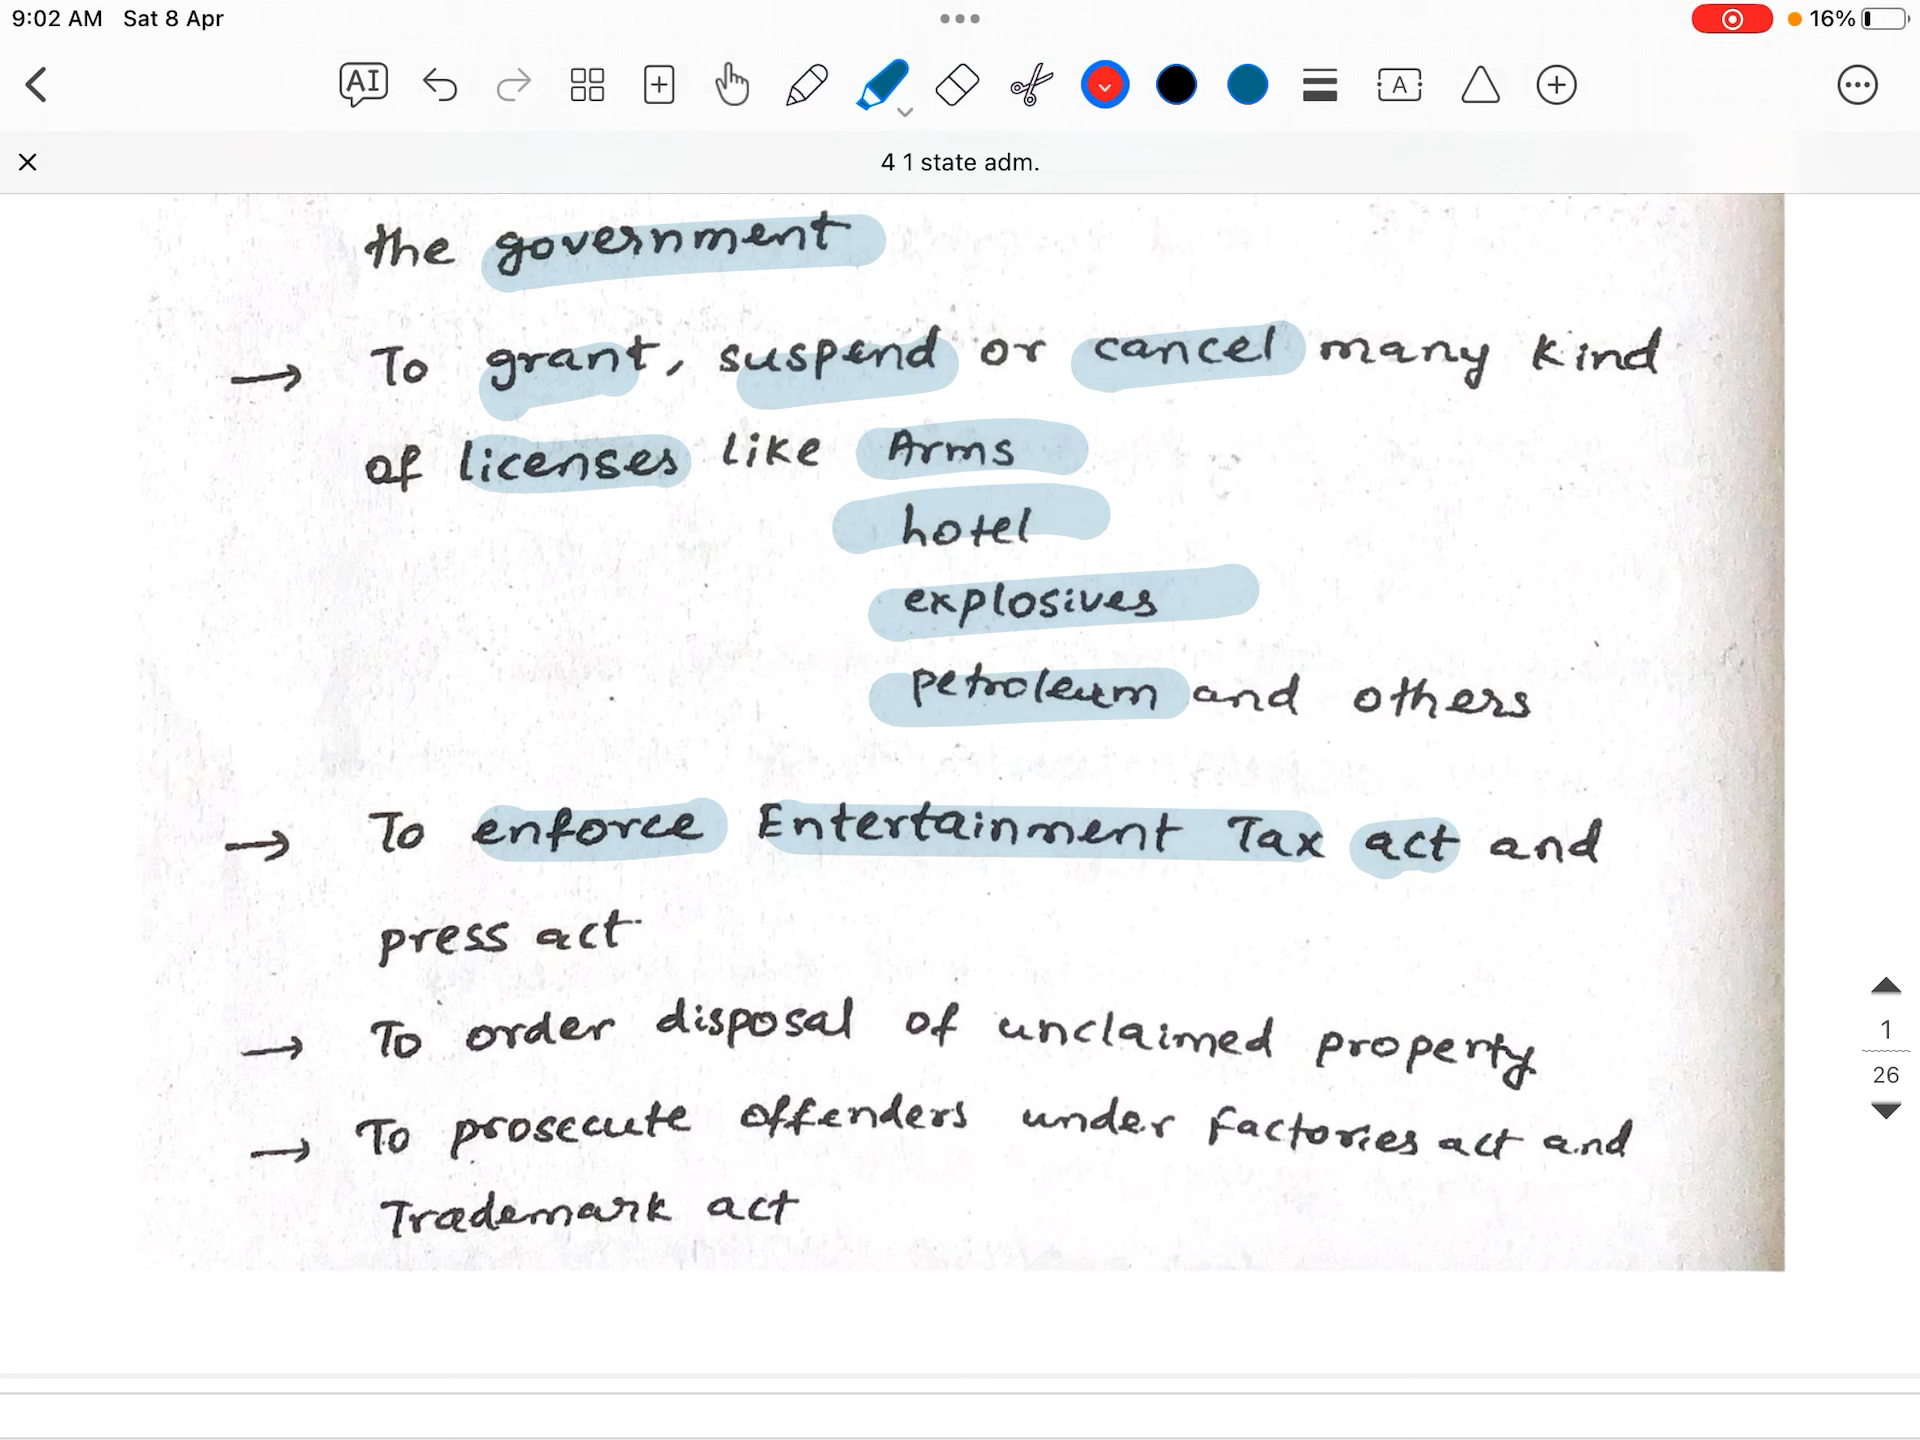 9:02 AM Sat 8 Apr
16%
AI
A
4 1 state adm.
the government
→ To grant, suspend or cancel many kind
of licenses like Arms
hotel
explosives
petroleum and others
→ To enforce Entertainment Tax act and
press act
→ To order disposal of unclaimed property
→ To prosecute offenders under factories act and
Trademark act
1
26